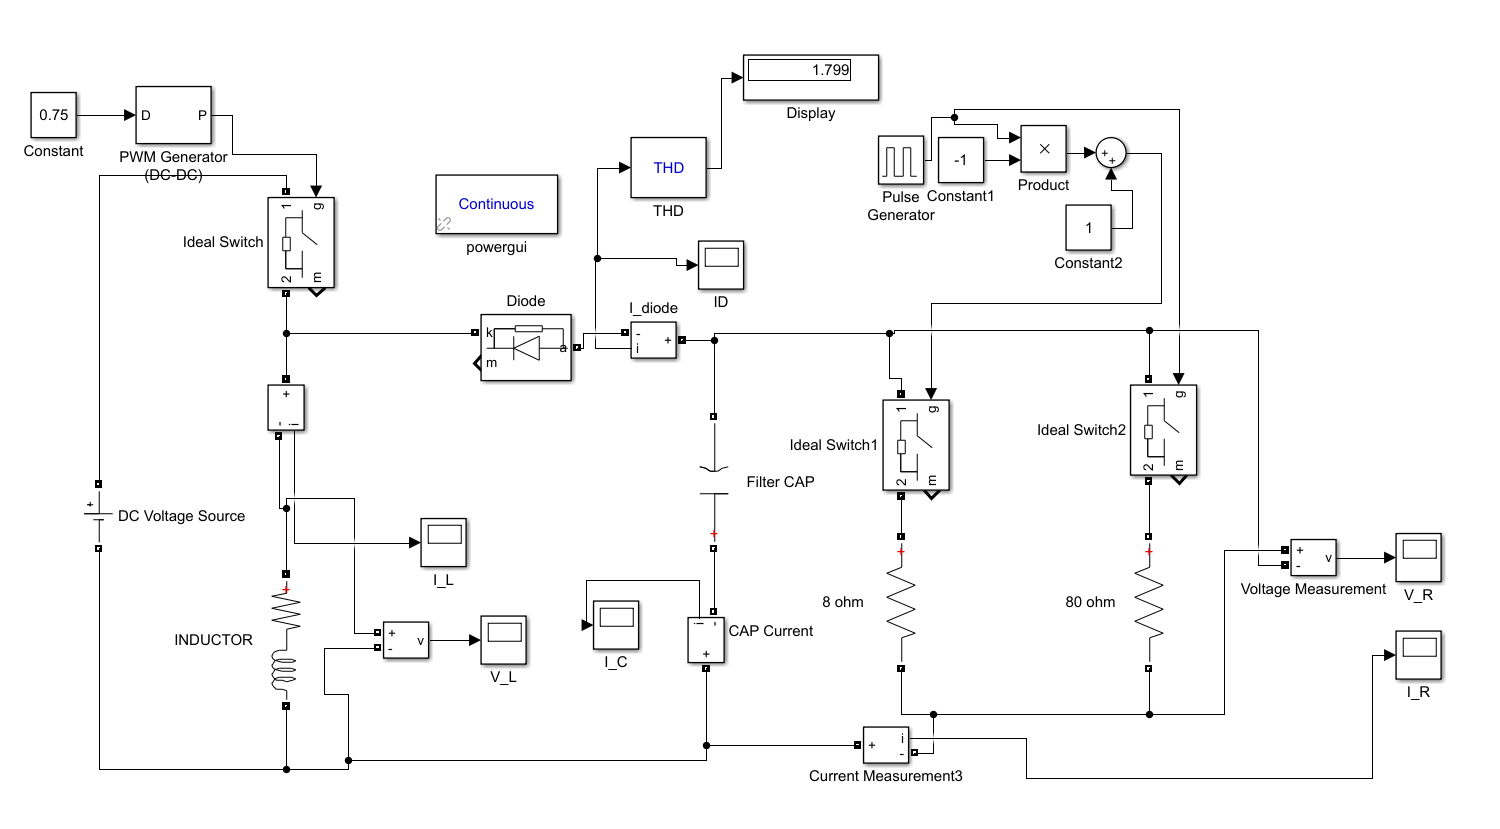 0.75
Constant
D
P
PWM Generator
(DC-DC)
Ideal Switch
1
g
2
m
Continuous
powergui
THD
THD
1.799
Display
ID
Pulse
Generator
-1
Constant1
×
Product
+
+
1
Constant2
Diode
k
m
a
I_diode
-
i
+
+
-
i
+
DC Voltage Source
I_L
+
INDUCTOR
+
-
v
V_L
Filter CAP
+
I_C
i
-
+
CAP Current
Ideal Switch1
1
g
2
m
+
8 ohm
Ideal Switch2
1
g
2
m
+
80 ohm
+
-
v
Voltage Measurement
V_R
I_R
+
i
-
Current Measurement3